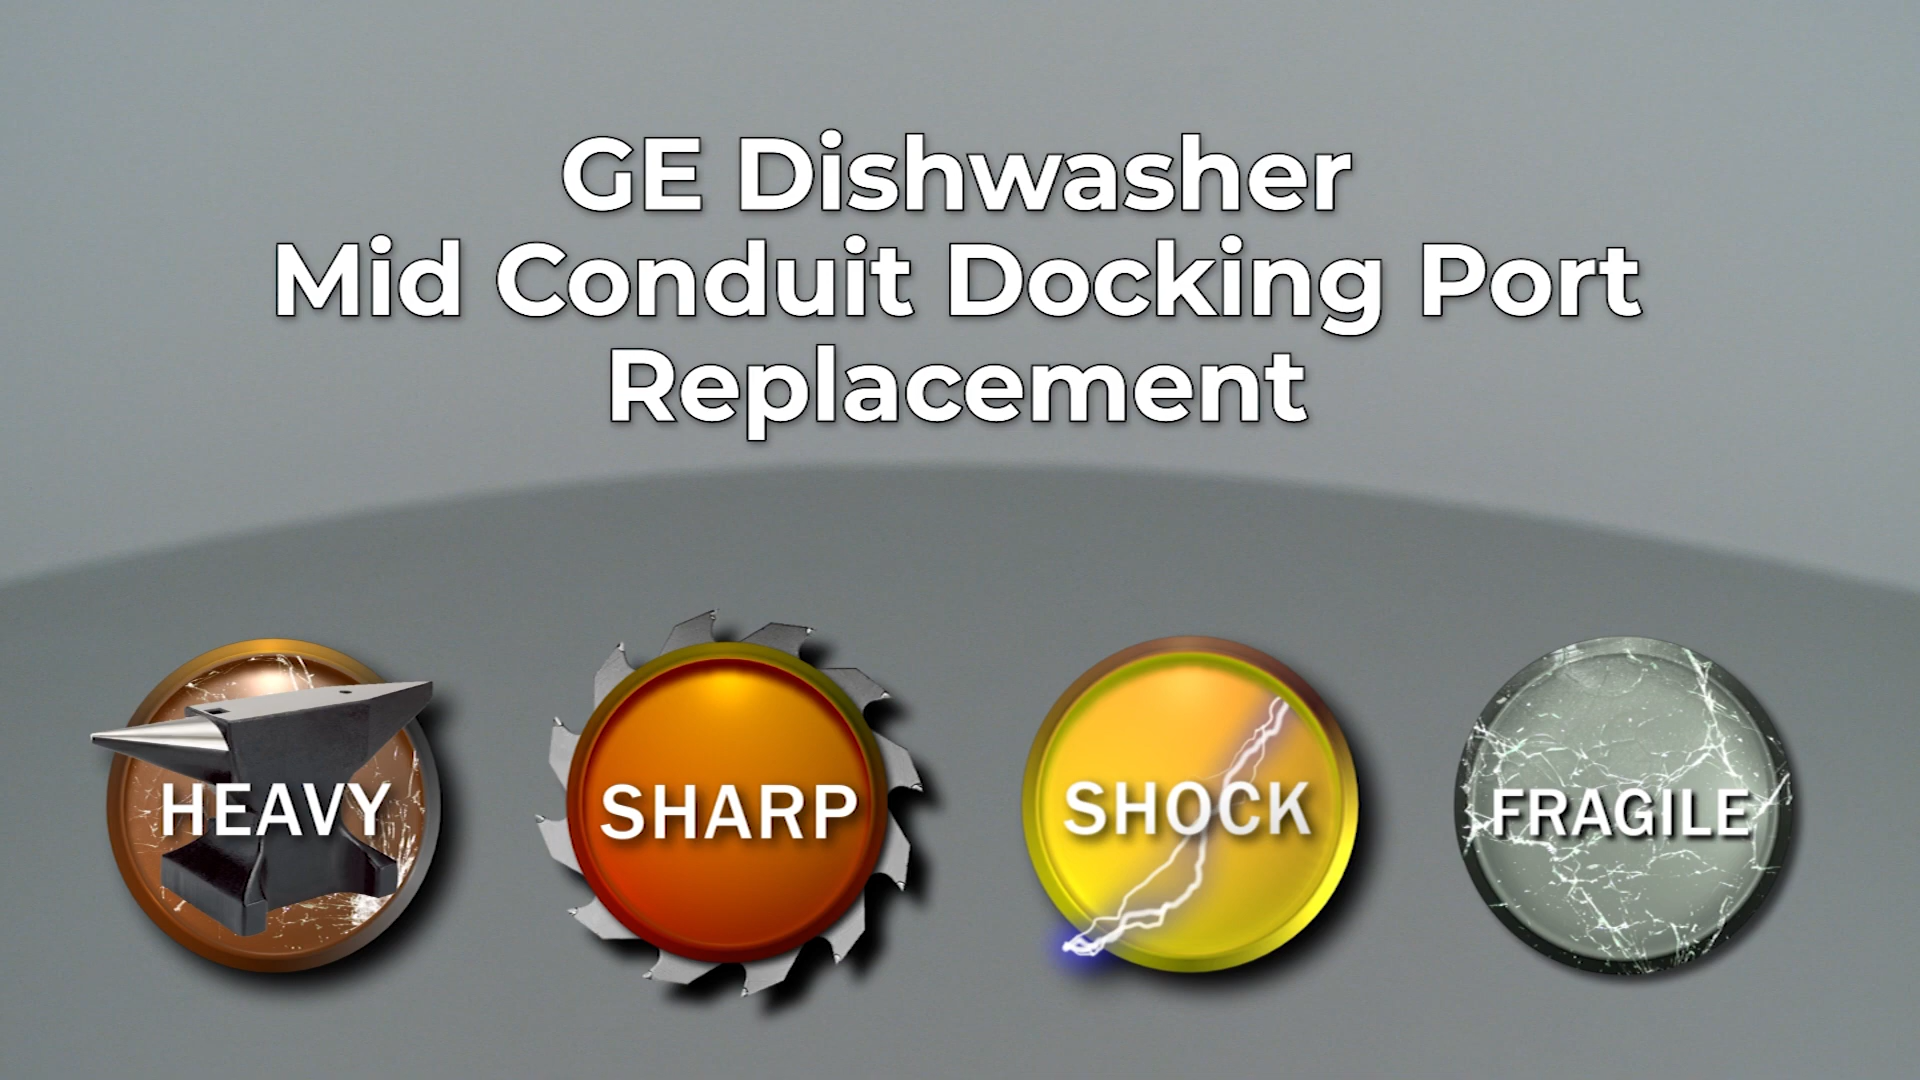 GE Dishwasher
Mid Conduit Docking Port
Replacement
HEAVY
SHARP
SHOCK
FRAGILE